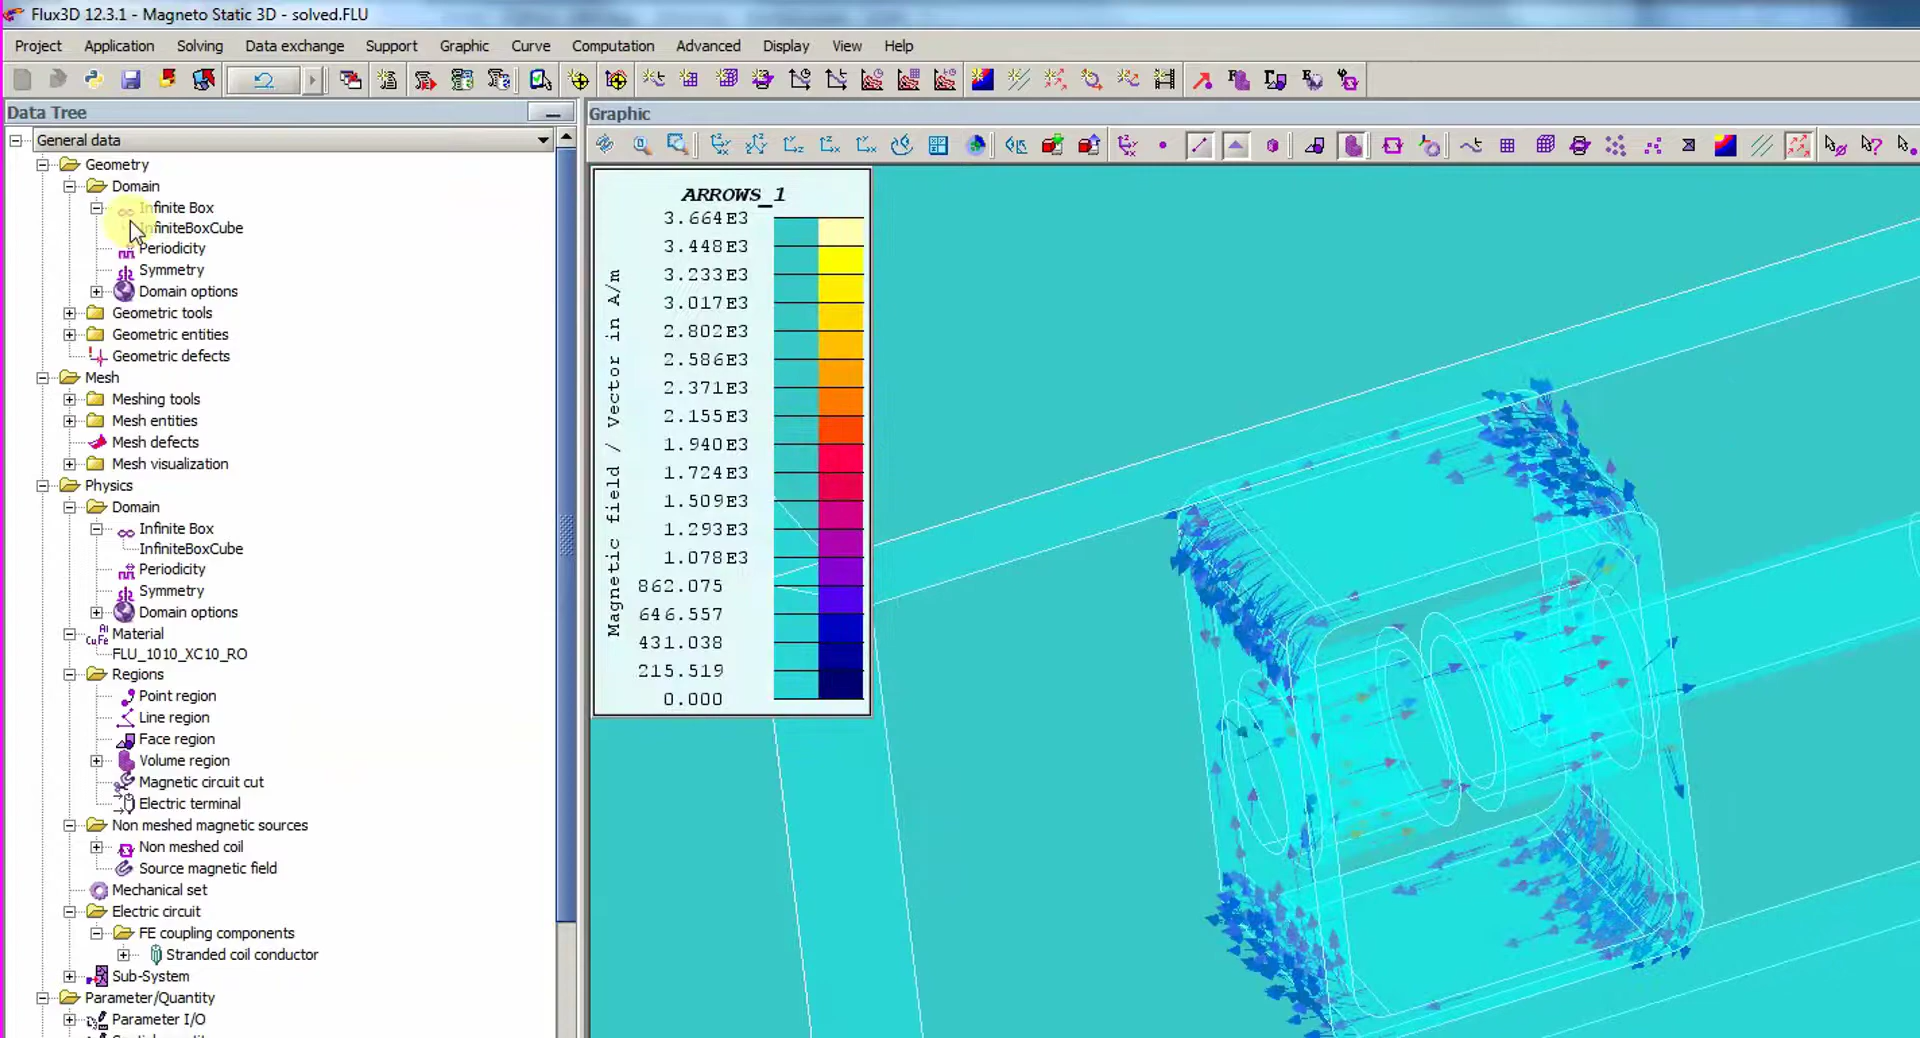 Flux3D 12.3.1 - Magneto Static 3D - solved.FLU
Project Application Solving Data exchange Support Graphic Curve Computation Advanced Display View Help
Data Tree
General data
Geometry
Domain
Infinite Box
InfiniteBoxCube
Periodicity
Symmetry
Domain options
Geometric tools
Geometric entities
Geometric defects
Mesh
Meshing tools
Mesh entities
Mesh defects
Mesh visualization
Physics
Domain
Infinite Box
InfiniteBoxCube
Periodicity
Symmetry
Domain options
Material
FLU_1010_XC10_RO
Regions
Point region
Line region
Face region
Volume region
Magnetic circuit cut
Electric terminal
Non meshed magnetic sources
Non meshed coil
Source magnetic field
Mechanical set
Electric circuit
FE coupling components
Stranded coil conductor
Sub-System
Parameter/Quantity
Parameter I/O
Graphic
ARROWS_1
Magnetic field / Vector in A/m
3.664E3
3.448E3
3.233E3
3.017E3
2.802E3
2.586E3
2.371E3
2.155E3
1.940E3
1.724E3
1.509E3
1.293E3
1.078E3
862.075
646.557
431.038
215.519
0.000